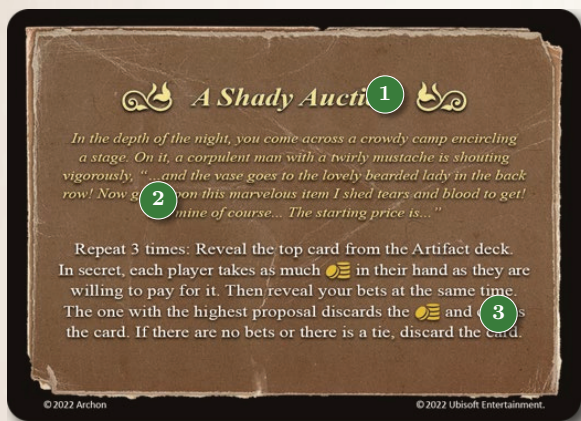 A Shady
1
In the depth of the night, you come across a crowdy camp encircling
a stage. On it, a corpulent man with a twirly mustache is shouting
vigorously, “...and the vase goes to the lovely bearded lady in the back
row! Now upon this marvelous item I shed tears and blood to get!
2
mine of course... The starting price is...”
Repeat 3 times: Reveal the top card from the Artifact deck.
In secret, each player takes as much in their hand as they are
willing to pay for it. Then reveal your bets at the same time.
The one with the highest proposal discards the and
3
the card. If there are no bets or there is a tie, discard the card.
© 2022 Archon
© 2022 Ubisoft Entertainment.